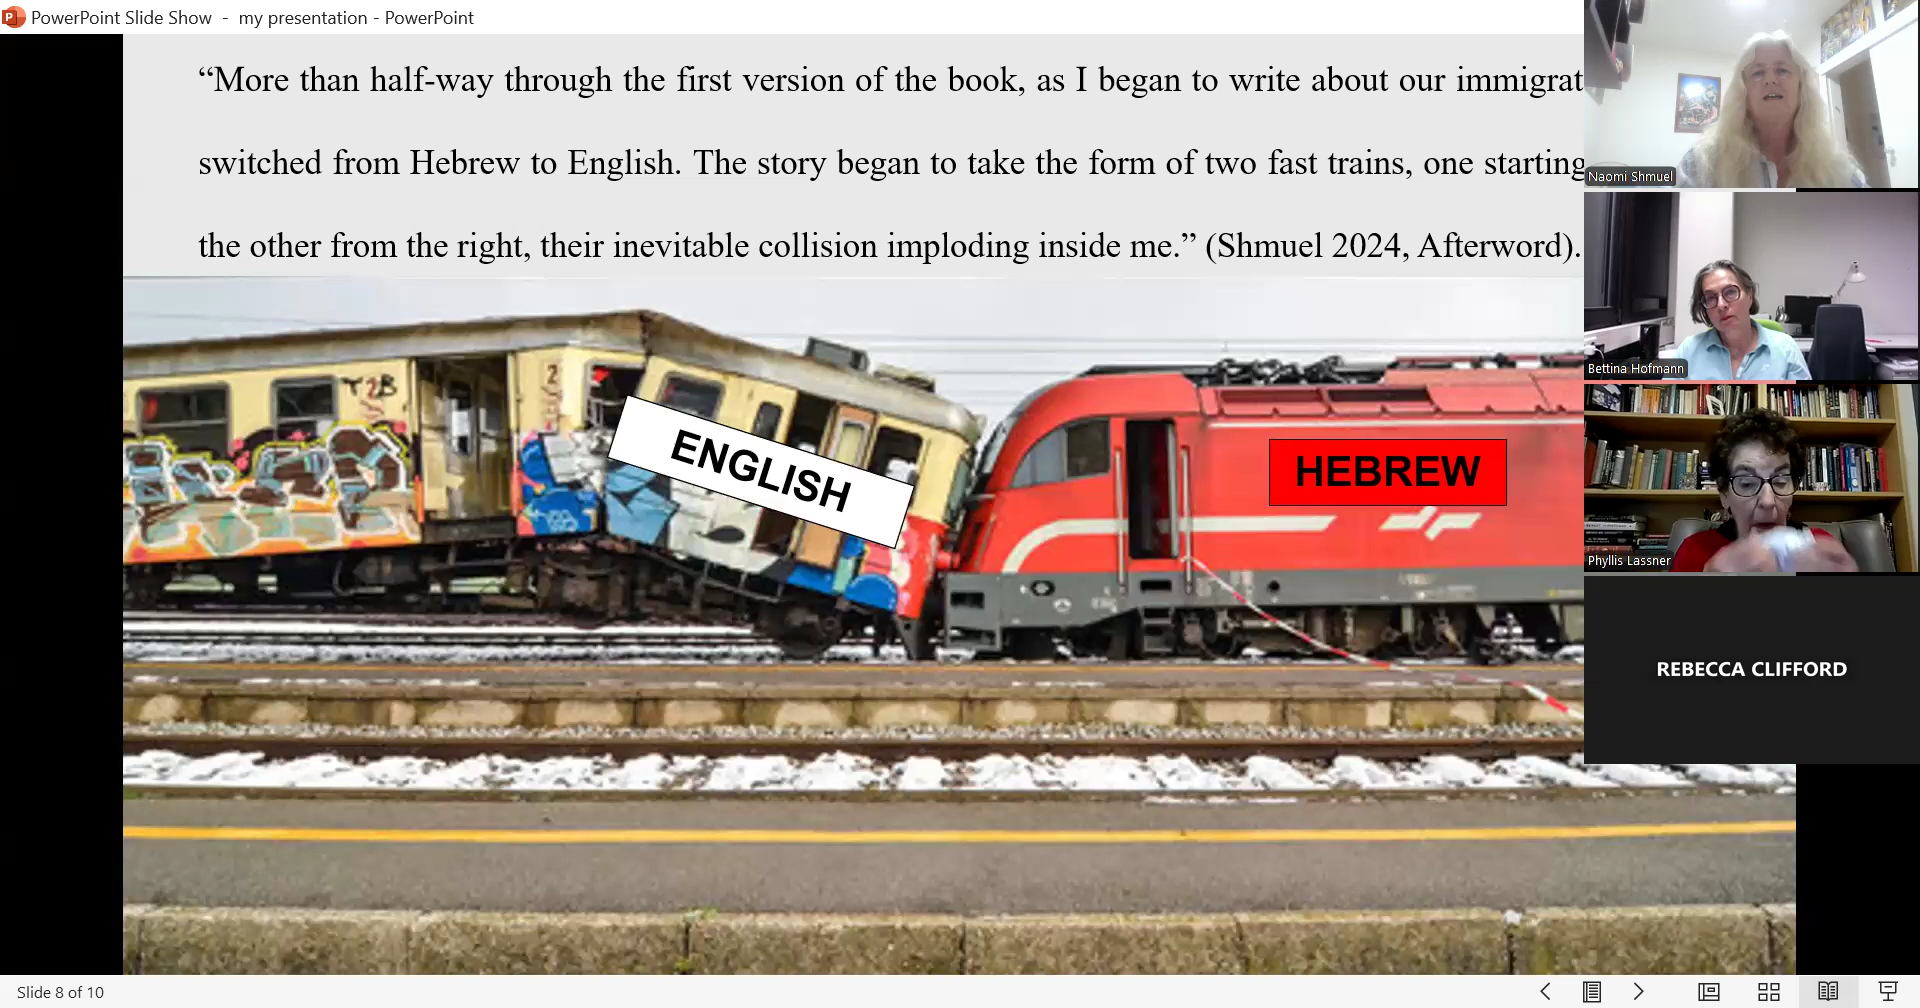 PowerPoint Slide Show - my presentation - PowerPoint
“More than half-way through the first version of the book, as I began to write about our immigrat
switched from Hebrew to English. The story began to take the form of two fast trains, one starting
the other from the right, their inevitable collision imploding inside me.” (Shmuel 2024, Afterword).
T2B
ENGLISH
HEBREW
Naomi Shmuel
Bettina Hofmann
Phyllis Lassner
REBECCA CLIFFORD
Slide 8 of 10